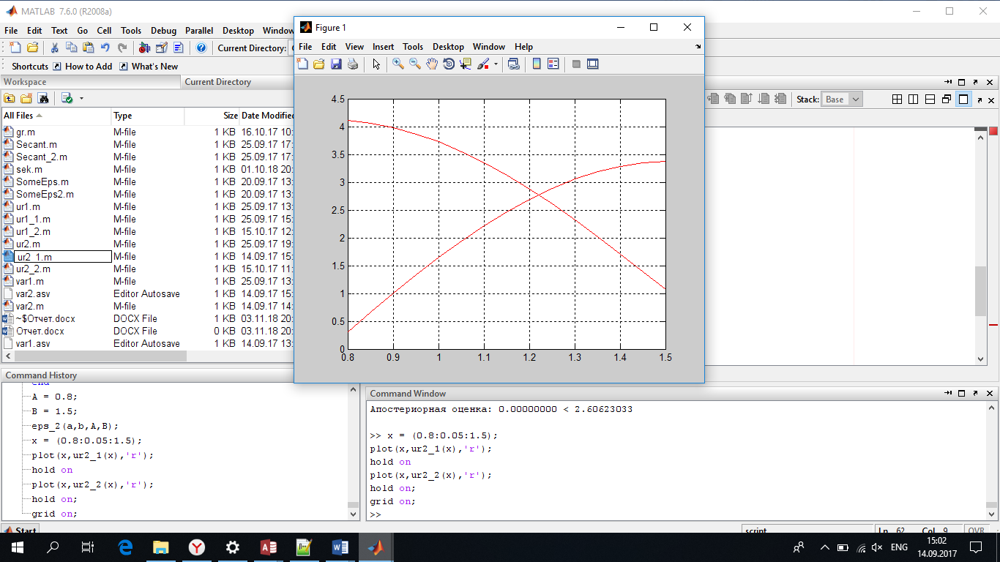 MATLAB 7.6.0 (R2008a)
File Edit Text Go Cell Tools Debug Parallel Desktop Window
Current Directory:
Shortcuts How to Add What's New
Workspace
Current Directory
Stack: Base
All Files Type Size Date Modified
gr.m M-file 1 KB 16.10.17 10:
Secant.m M-file 1 KB 25.09.17 17:
Secant_2.m M-file 1 KB 25.09.17 17:
sek.m M-file 1 KB 01.10.18 20:
SomeEps.m M-file 1 KB 20.09.17 13:
SomeEps2.m M-file 1 KB 20.09.17 13:
ur1.m M-file 1 KB 25.09.17 13:
ur1_1.m M-file 1 KB 25.09.17 15:
ur1_2.m M-file 1 KB 15.10.17 12:
ur2.m M-file 1 KB 25.09.17 19:
ur2_1.m M-file 1 KB 14.09.17 15:
ur2_2.m M-file 1 KB 15.10.17 11:
var1.m M-file 1 KB 25.09.17 13:
var2.asv Editor Autosave 1 KB 14.09.17 15:
var2.m M-file 1 KB 14.09.17 14:
~$Отчет.docx DOCX File 1 KB 03.11.18 20:
Отчет.docx DOCX File 0 KB 03.11.18 20:
var1.asv Editor Autosave 1 KB 14.09.17 13:
Figure 1
File Edit View Insert Tools Desktop Window Help
4.5
4
3.5
3
2.5
2
1.5
1
0.5
0
0.8 0.9 1 1.1 1.2 1.3 1.4 1.5
Command History
end
A = 0.8;
B = 1.5;
eps_2(a,b,A,B);
x = (0.8:0.05:1.5);
plot(x,ur2_1(x),'r');
hold on
plot(x,ur2_2(x),'r');
hold on;
grid on;
Command Window
Апостериорная оценка: 0.00000000 < 2.60623033
>> x = (0.8:0.05:1.5);
plot(x,ur2_1(x),'r');
hold on
plot(x,ur2_2(x),'r');
hold on;
grid on;
>>
Start
script Ln 62 Col 9 OVR
ENG
15:02
14.09.2017